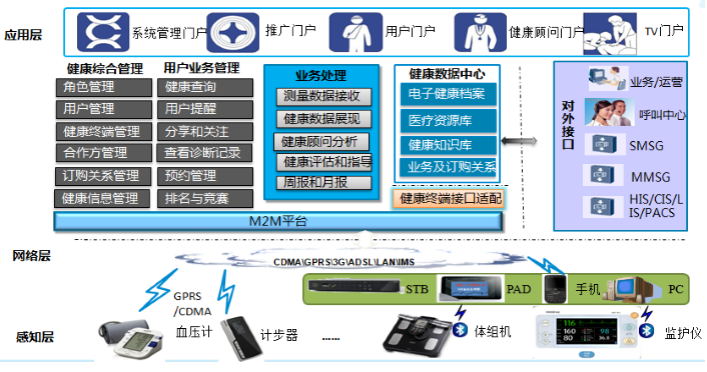 应用层
系统管理门户
推广门户
用户门户
健康顾问门户
TV门户
健康综合管理
角色管理
用户管理
健康终端管理
合作方管理
订购关系管理
健康信息管理
用户业务管理
健康查询
用户提醒
分享和关注
查看诊断记录
预约管理
排名与竞赛
业务处理
测量数据接收
健康数据展现
健康顾问分析
健康评估和指导
周报和月报
健康数据中心
电子健康档案
医疗资源库
健康知识库
业务及订购关系
健康终端接口适配
M2M平台
对外接口
业务/运营
呼叫中心
SMSG
MMSG
HIS/CIS/L
IS/PACS
网络层
CDMA\GPRS\3G\ADSL\LAN\IMS
STB
PAD
手机
PC
感知层
GPRS
/CDMA
血压计
计步器
......
体组机
116
160
80
98
36.8
监护仪